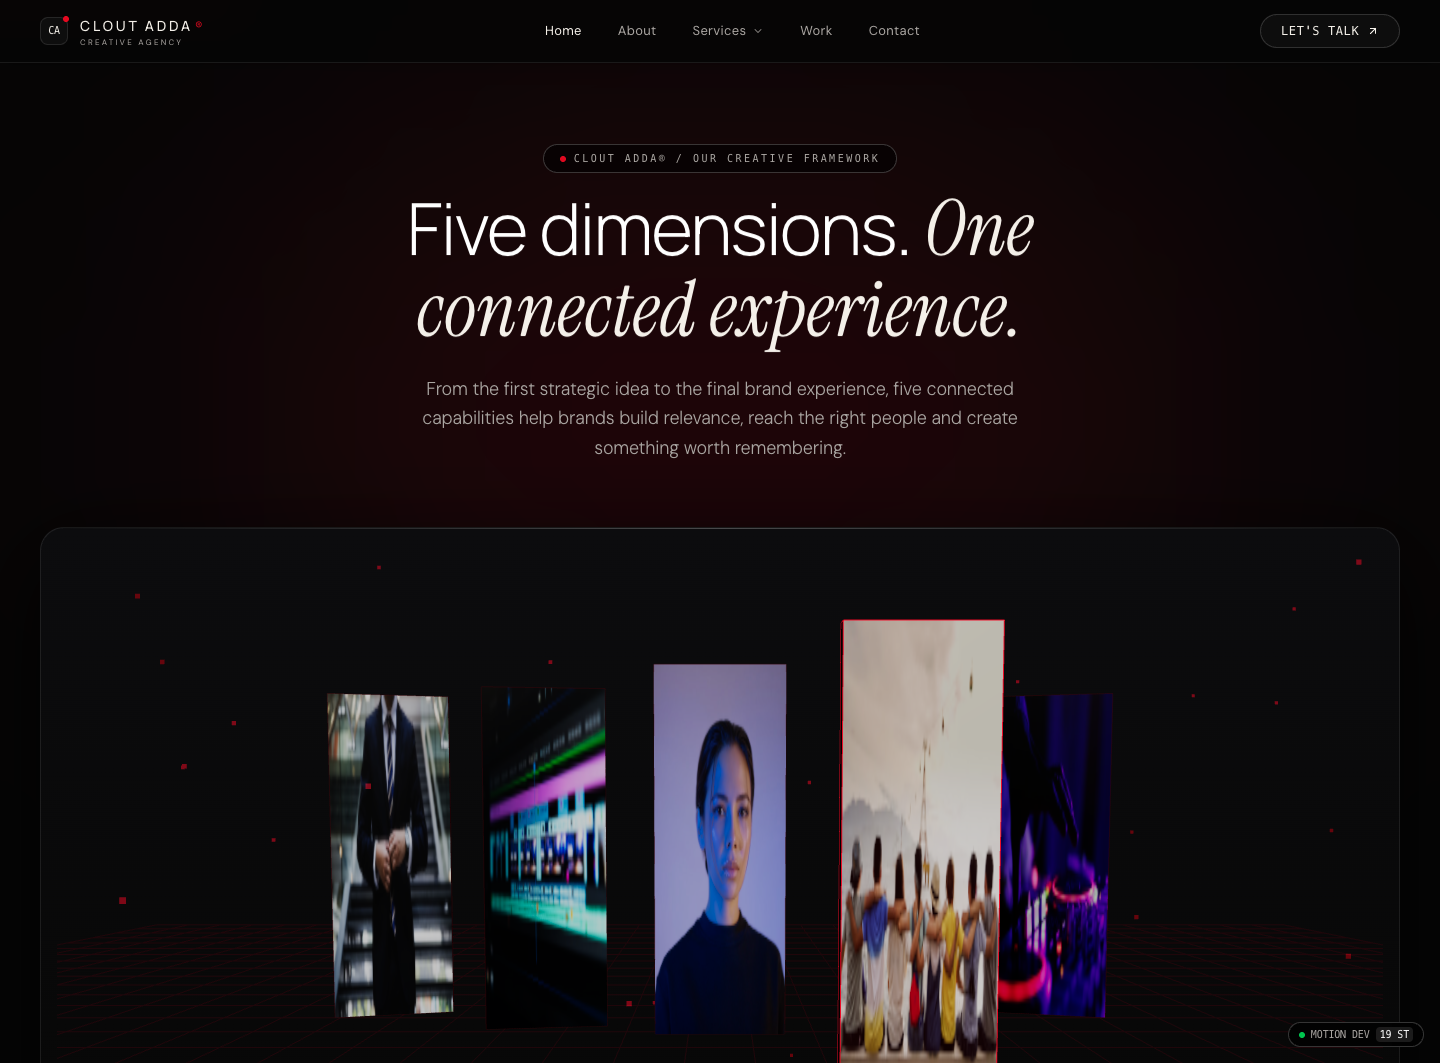 CA
CLOUT ADDA®
CREATIVE AGENCY
Home
About
Services
Work
Contact
LET'S TALK
CLOUT ADDA® / OUR CREATIVE FRAMEWORK
Five dimensions. One
connected experience.
From the first strategic idea to the final brand experience, five connected
capabilities help brands build relevance, reach the right people and create
something worth remembering.
MOTION DEV 19 ST